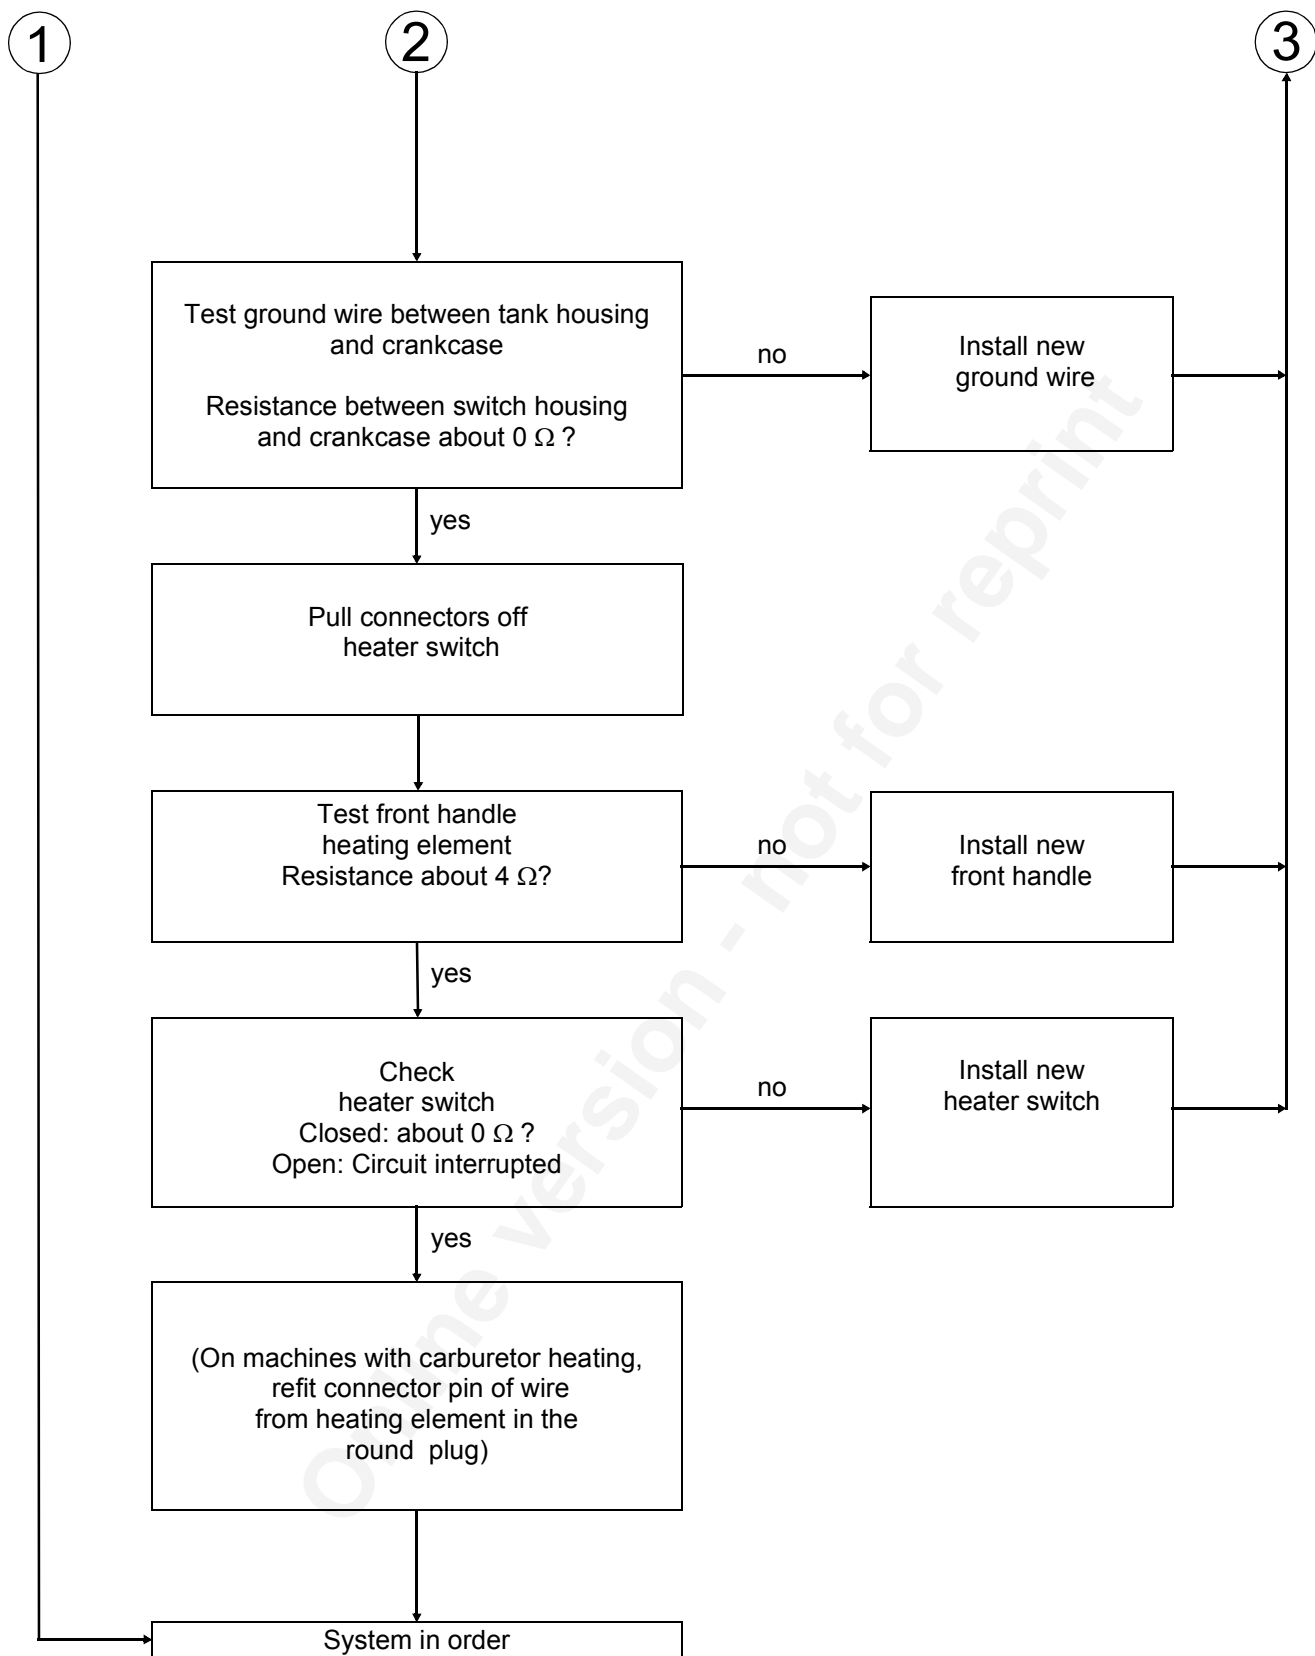 1
2
3
Test ground wire between tank housing
and crankcase
Resistance between switch housing
and crankcase about 0 Ω ?
no
Install new
ground wire
yes
Pull connectors off
heater switch
Test front handle
heating element
Resistance about 4 Ω?
no
Install new
front handle
yes
Check
heater switch
Closed: about 0 Ω ?
Open: Circuit interrupted
no
Install new
heater switch
yes
(On machines with carburetor heating,
refit connector pin of wire
from heating element in the
round plug)
System in order
Online version - not for reprint